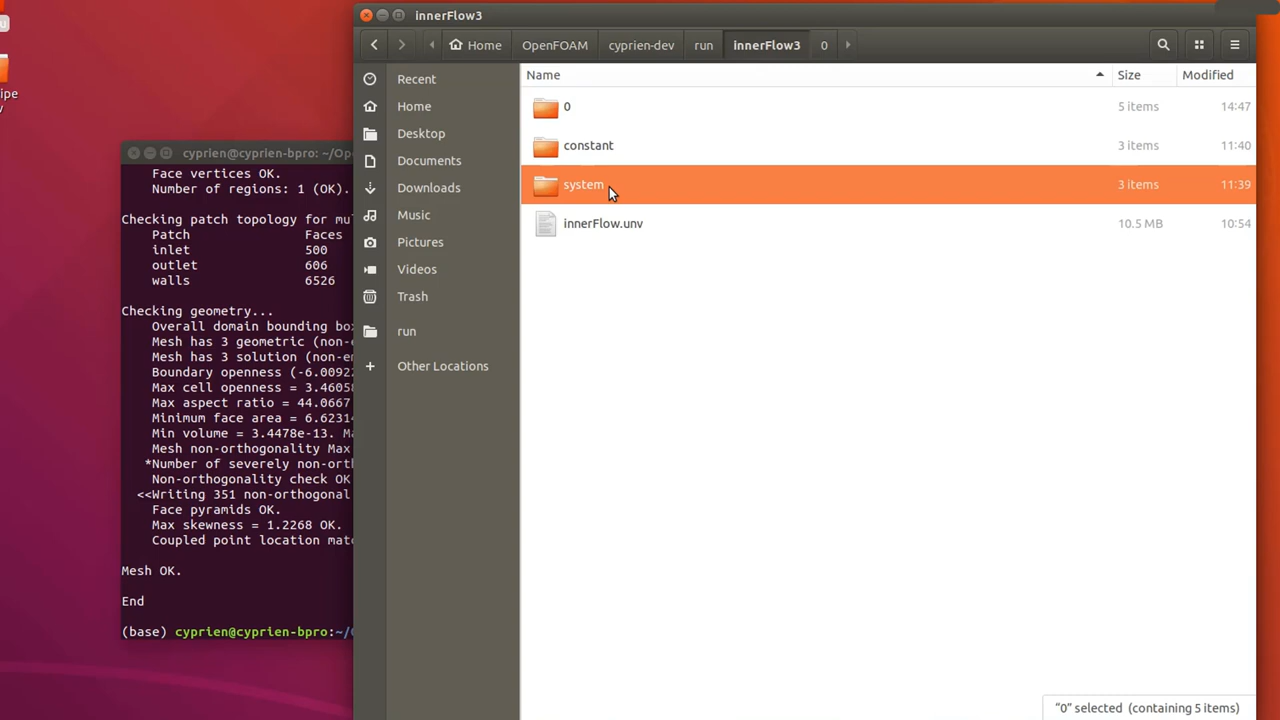 innerFlow3
Home OpenFOAM cyprien-dev run innerFlow3 0
Recent
Home
Desktop
Documents
Downloads
Music
Pictures
Videos
Trash
run
Other Locations
Name Size Modified
0 5 items 14:47
constant 3 items 11:40
system 3 items 11:39
innerFlow.unv 10.5 MB 10:54
"0" selected (containing 5 items)
cyprien@cyprien-bpro: ~/Op
Face vertices OK.
Number of regions: 1 (OK).
Checking patch topology for mu
Patch Faces
inlet 500
outlet 606
walls 6526
Checking geometry...
Overall domain bounding bo
Mesh has 3 geometric (non-e
Mesh has 3 solution (non-em
Boundary openness (-6.0092
Max cell openness = 3.4605
Max aspect ratio = 44.0667
Minimum face area = 6.6231
Min volume = 3.4478e-13. Ma
Mesh non-orthogonality Max
*Number of severely non-ort
Non-orthogonality check OK
<<Writing 351 non-orthogonal
Face pyramids OK.
Max skewness = 1.2268 OK.
Coupled point location mat
Mesh OK.
End
(base) cyprien@cyprien-bpro:~/
ipe